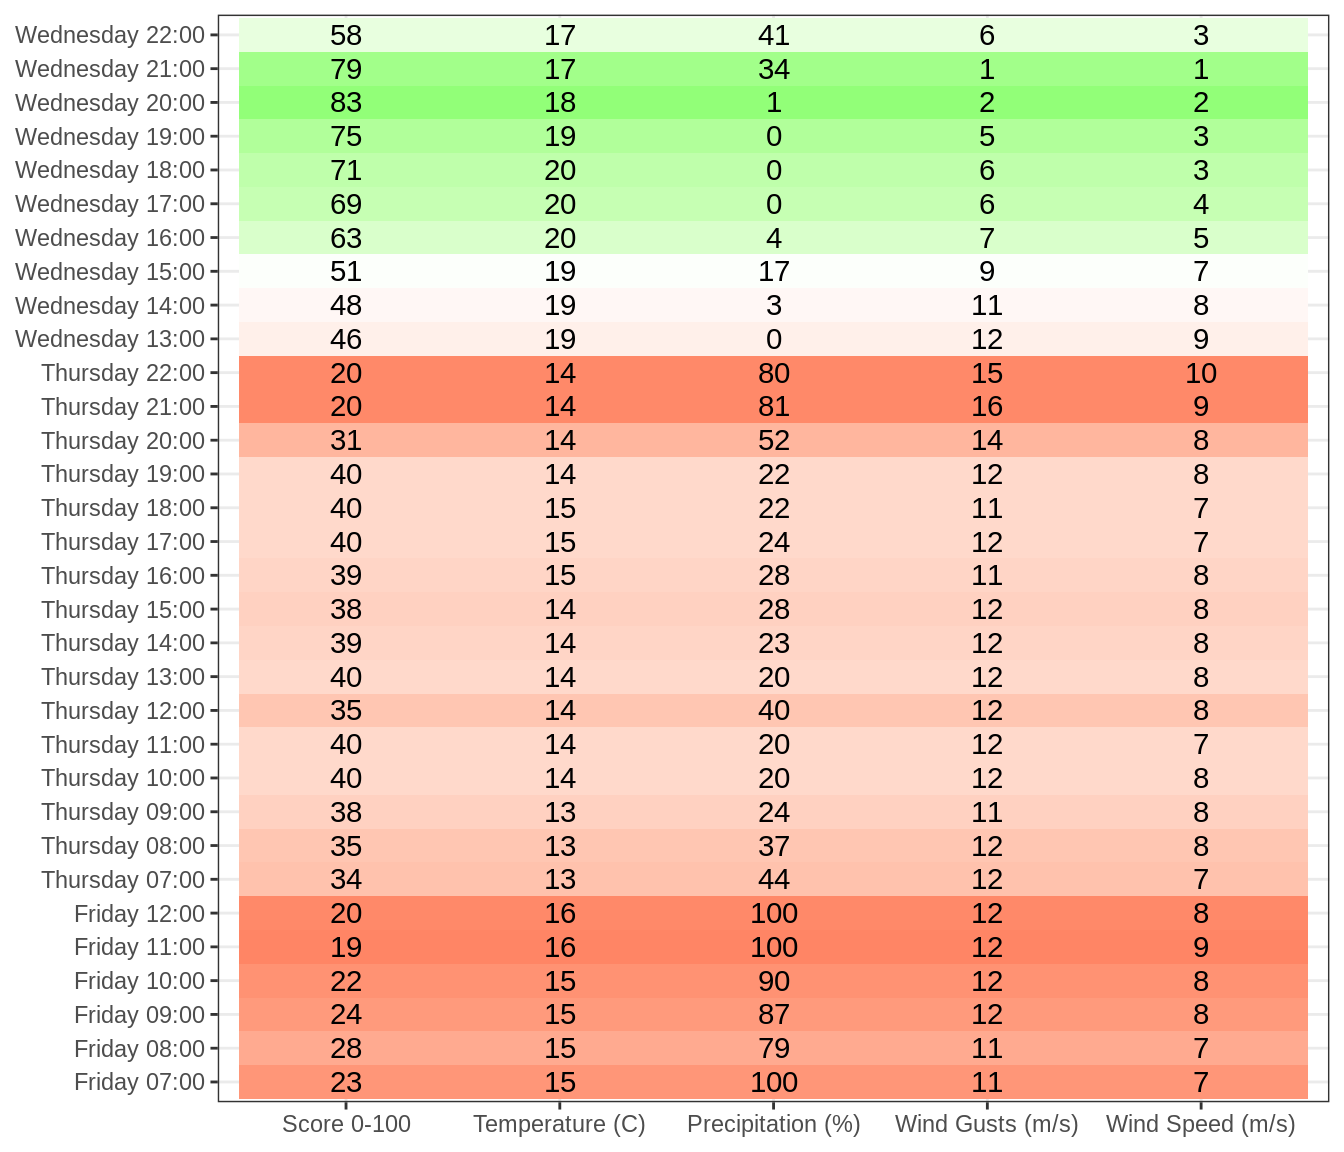 Wednesday 22:00 58 17 41 6 3
Wednesday 21:00 79 17 34 1 1
Wednesday 20:00 83 18 1 2 2
Wednesday 19:00 75 19 0 5 3
Wednesday 18:00 71 20 0 6 3
Wednesday 17:00 69 20 0 6 4
Wednesday 16:00 63 20 4 7 5
Wednesday 15:00 51 19 17 9 7
Wednesday 14:00 48 19 3 11 8
Wednesday 13:00 46 19 0 12 9
Thursday 22:00 20 14 80 15 10
Thursday 21:00 20 14 81 16 9
Thursday 20:00 31 14 52 14 8
Thursday 19:00 40 14 22 12 8
Thursday 18:00 40 15 22 11 7
Thursday 17:00 40 15 24 12 7
Thursday 16:00 39 15 28 11 8
Thursday 15:00 38 14 28 12 8
Thursday 14:00 39 14 23 12 8
Thursday 13:00 40 14 20 12 8
Thursday 12:00 35 14 40 12 8
Thursday 11:00 40 14 20 12 7
Thursday 10:00 40 14 20 12 8
Thursday 09:00 38 13 24 11 8
Thursday 08:00 35 13 37 12 8
Thursday 07:00 34 13 44 12 7
Friday 12:00 20 16 100 12 8
Friday 11:00 19 16 100 12 9
Friday 10:00 22 15 90 12 8
Friday 09:00 24 15 87 12 8
Friday 08:00 28 15 79 11 7
Friday 07:00 23 15 100 11 7
Score 0-100 Temperature (C) Precipitation (%) Wind Gusts (m/s) Wind Speed (m/s)